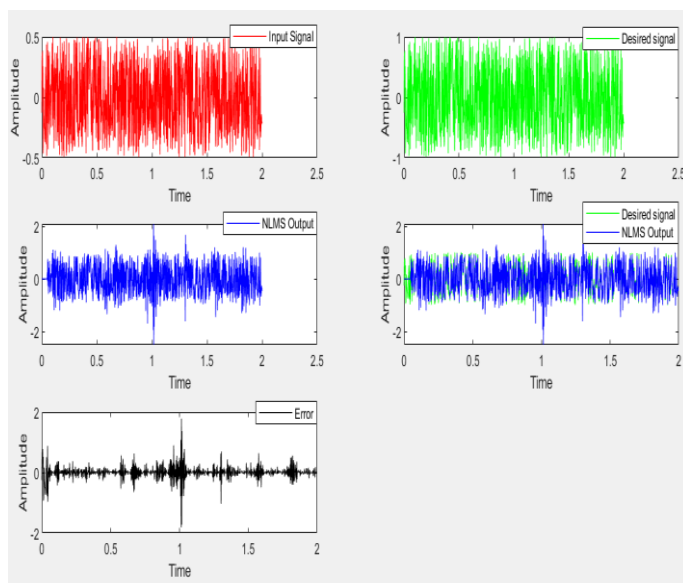 Input Signal
Amplitude
0.5
0
-0.5
0 0.5 1 1.5 2 2.5
Time
Desired signal
Amplitude
1
0
-1
0 0.5 1 1.5 2 2.5
Time
NLMS Output
Amplitude
2
0
-2
0 0.5 1 1.5 2 2.5
Time
Desired signal
NLMS Output
Amplitude
2
0
-2
0 0.5 1 1.5 2
Time
Error
Amplitude
2
0
-2
0 0.5 1 1.5 2
Time